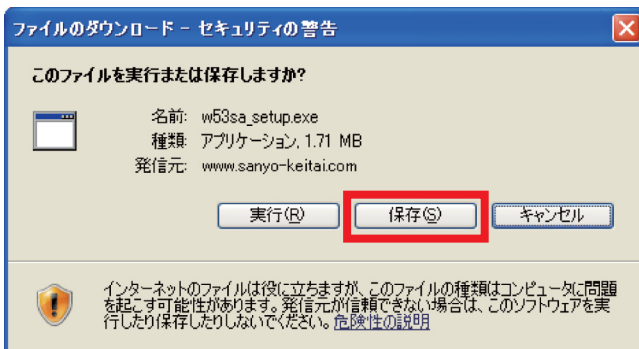 ファイルのダウンロード - セキュリティの警告
このファイルを実行または保存しますか?
名前: w53sa_setup.exe
種類: アプリケーション, 1.71 MB
発信元: www.sanyo-keitai.com
実行(R) 保存(S) キャンセル
インターネットのファイルは役に立ちますが、このファイルの種類はコンピュータに問題
を起こす可能性があります。発信元が信頼できない場合は、このソフトウェアを実
行したり保存したりしないでください。危険性の説明